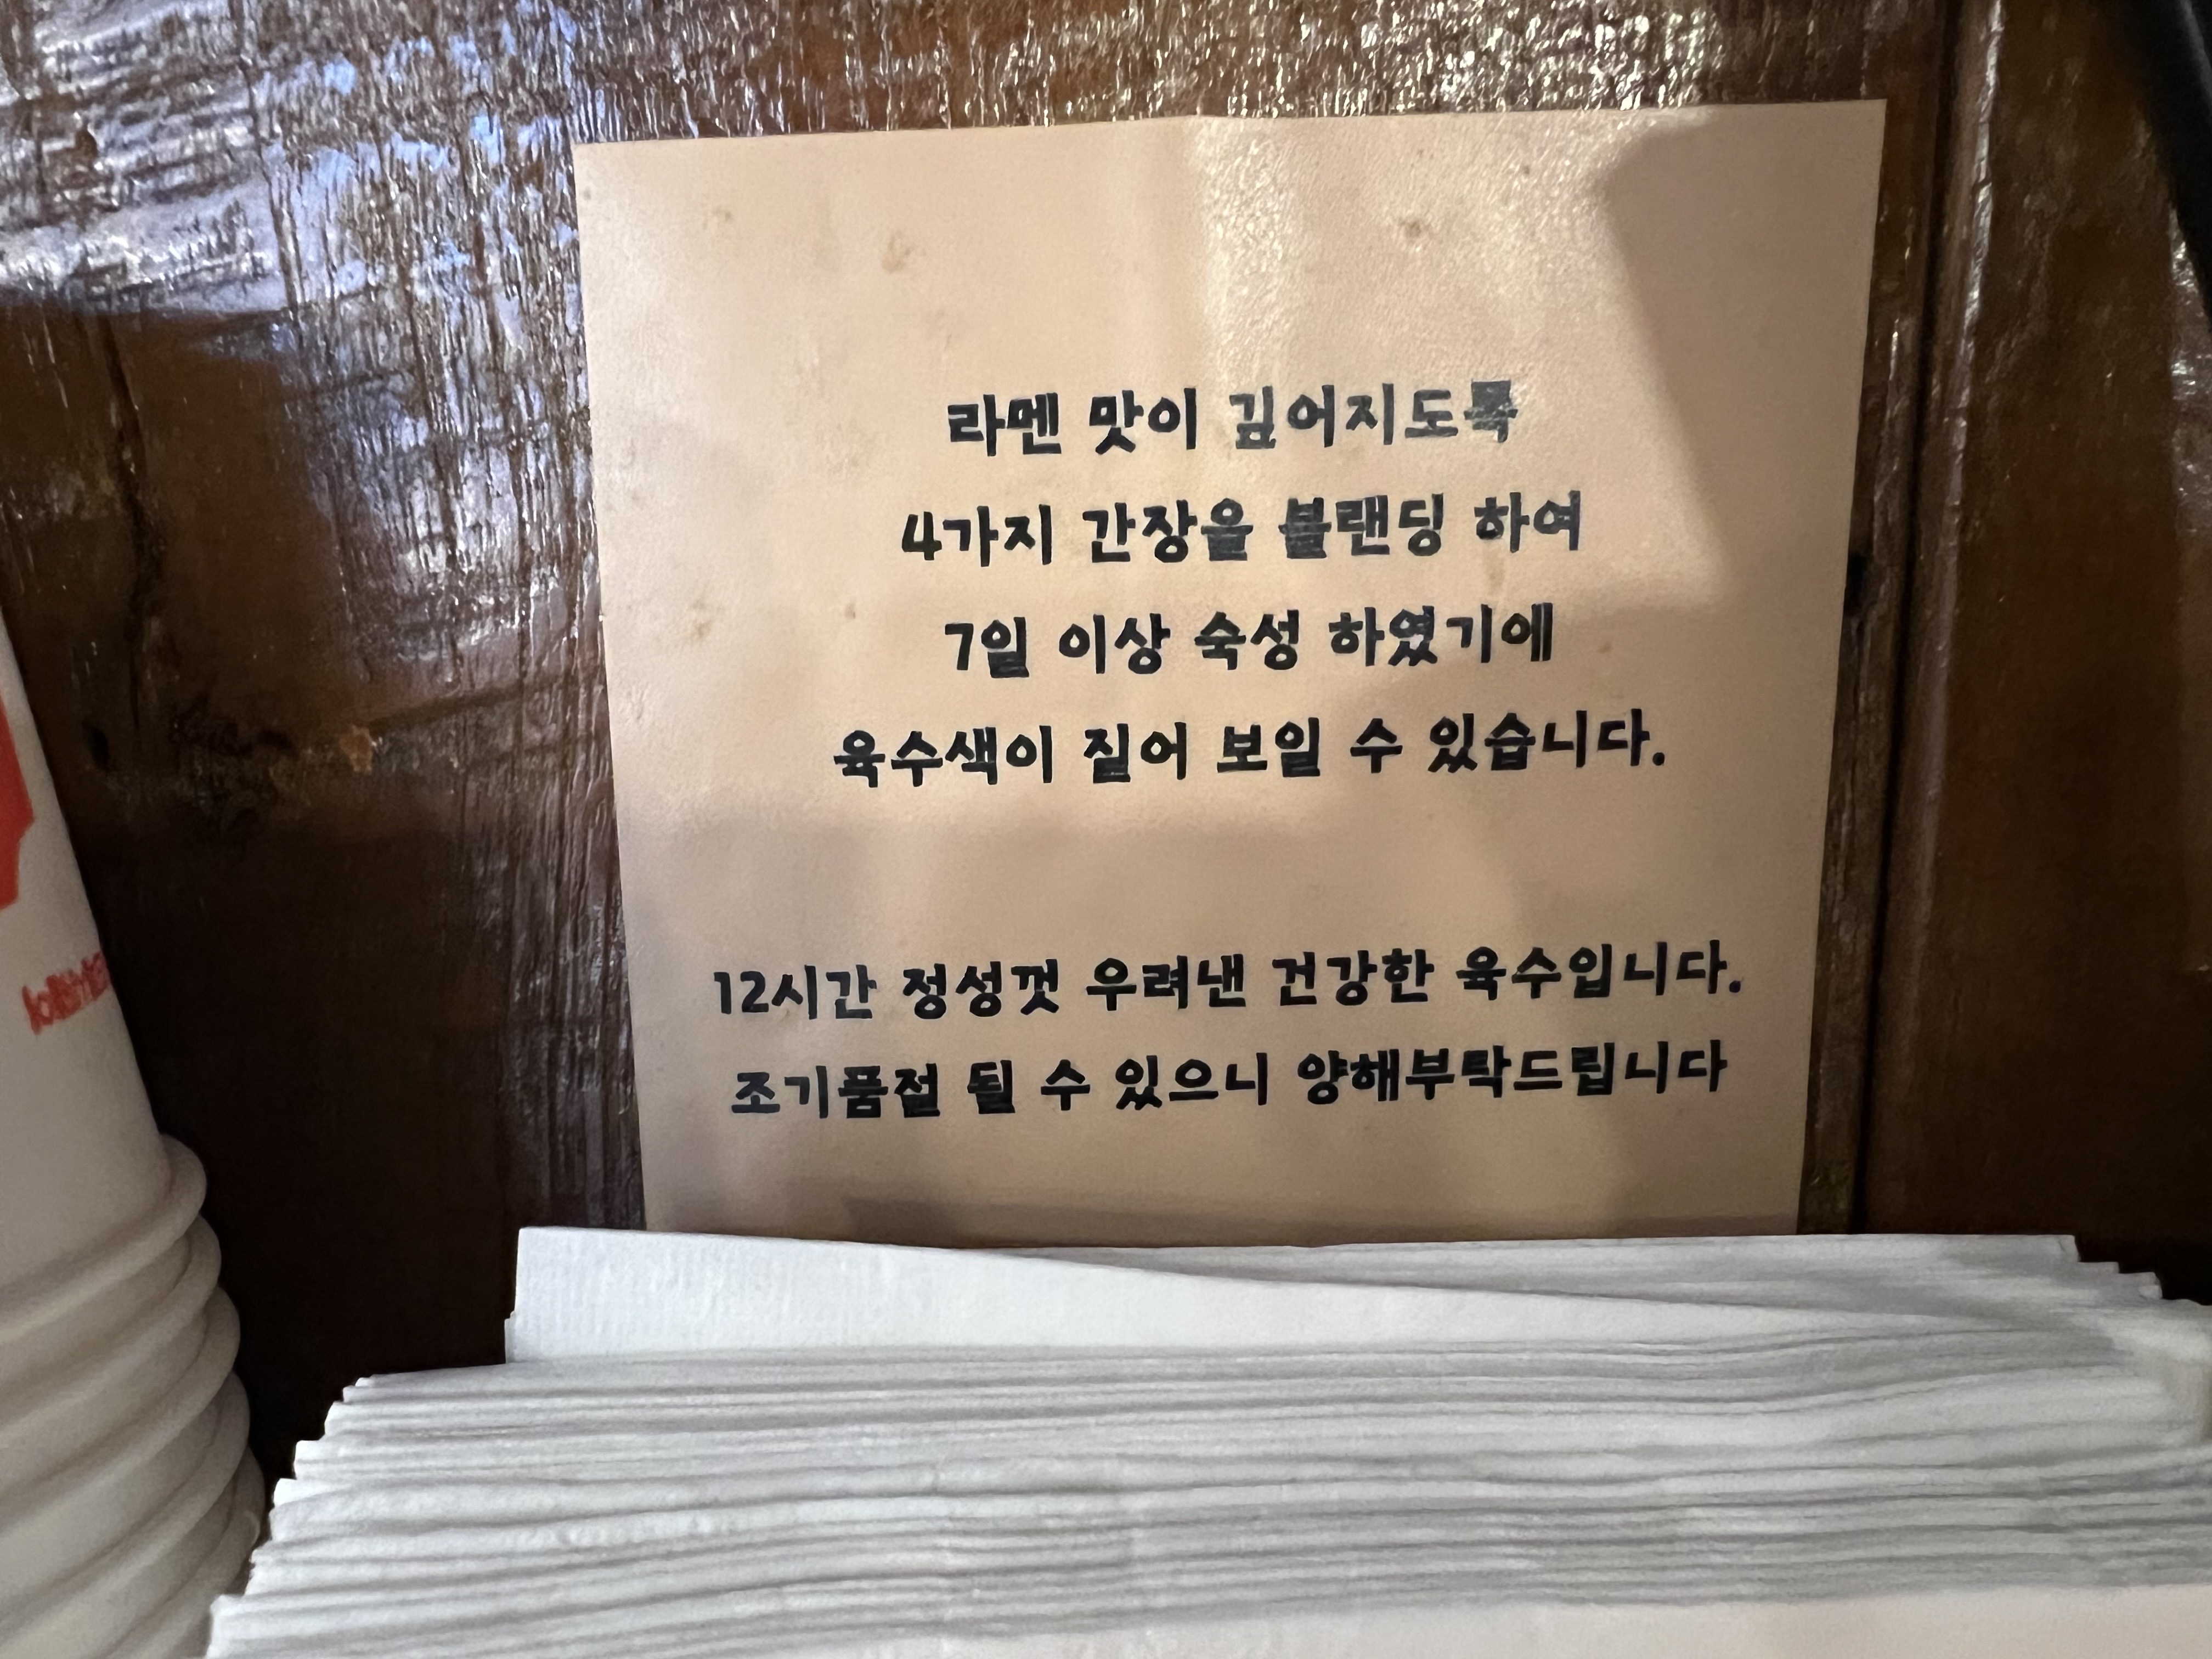 라멘 맛이 깊어지도록
4가지 간장을 블랜딩 하여
7일 이상 숙성 하였기에
육수색이 짙어 보일 수 있습니다.
12시간 정성껏 우려낸 건강한 육수입니다.
조기품절 될 수 있으니 양해부탁드립니다